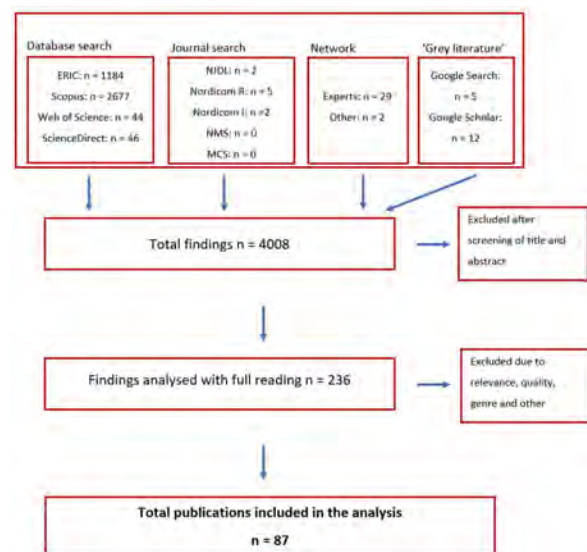 Database search
ERIC: n = 1184
Scopus: n = 2677
Web of Science: n = 44
ScienceDirect: n = 46
Journal search
NJDL: n = 2
Nordicom R: n = 5
Nordicom I: n=2
NMS: n = 0
MCS: n = 0
Network
Experts: n = 29
Other: n = 2
'Grey literature'
Google Search:
n = 5
Google Scholar:
n = 12
Total findings n = 4008
Excluded after
screening of title and
abstract
Findings analysed with full reading n = 236
Excluded due to
relevance, quality,
genre and other
Total publications included in the analysis
n = 87